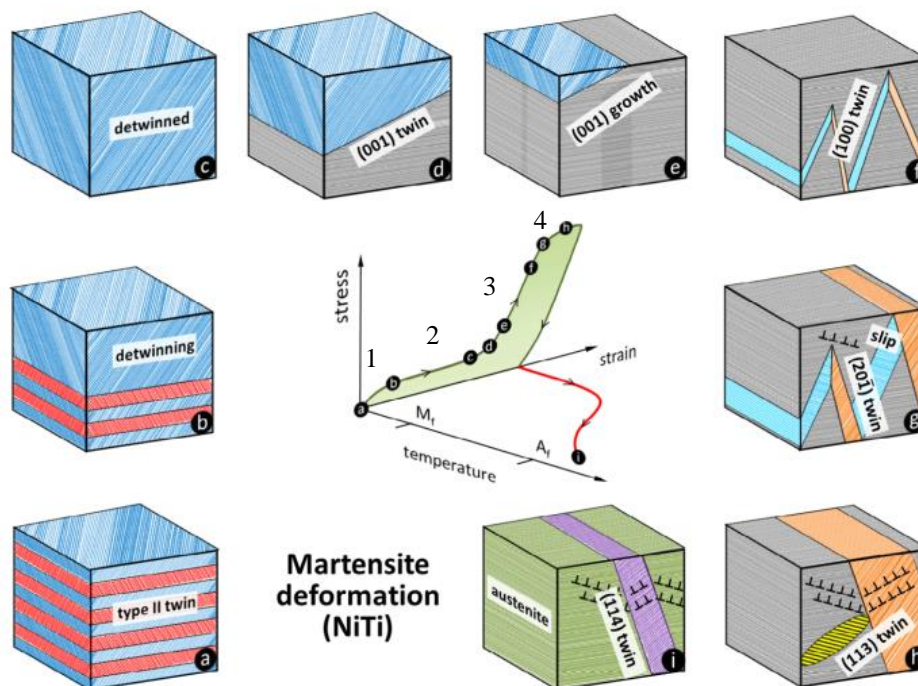 detwinned
c
(001) twin
d
(001) growth
e
(100) twin
f
detwinning
b
stress
1
2
3
4
a
b
c
d
e
f
g
h
strain
temperature
Mf
Af
i
slip
(201̄) twin
g
type II twin
a
Martensite
deformation
(NiTi)
austenite
(114) twin
i
(113) twin
h